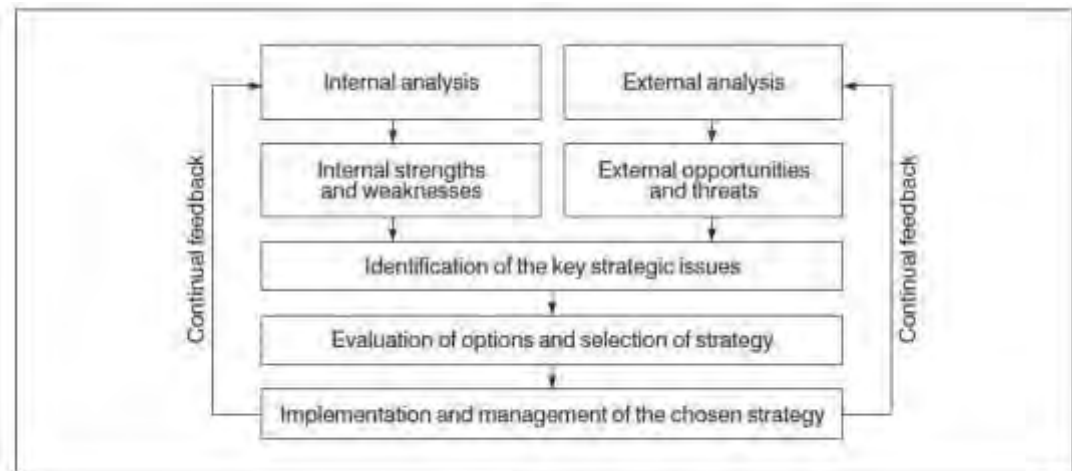 Internal analysis
External analysis
Internal strengths
and weaknesses
External opportunities
and threats
Identification of the key strategic issues
Evaluation of options and selection of strategy
Implementation and management of the chosen strategy
Continual feedback
Continual feedback